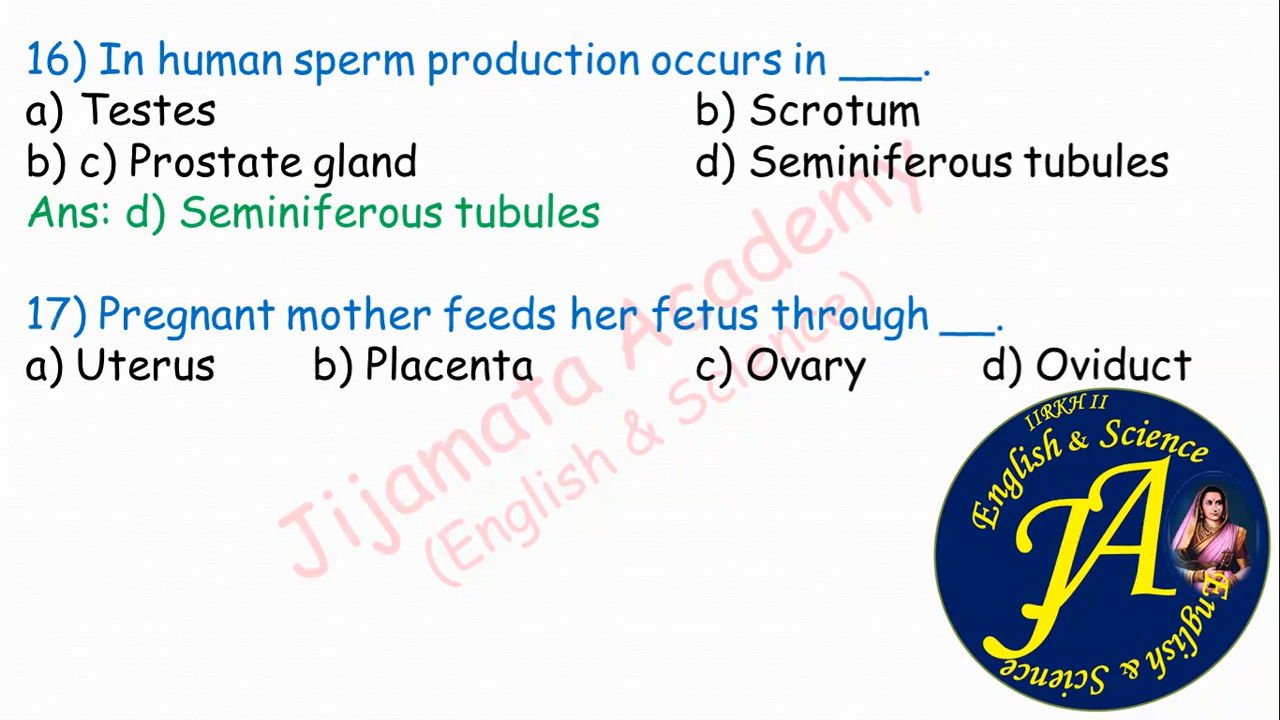 16) In human sperm production occurs in ___.
a) Testes b) Scrotum
b) c) Prostate gland d) Seminiferous tubules
Ans: d) Seminiferous tubules
17) Pregnant mother feeds her fetus through __.
a) Uterus b) Placenta c) Ovary d) Oviduct
Jijamata Academy
(English & Science)
IIRKH II
English & Science
JA
English & Science